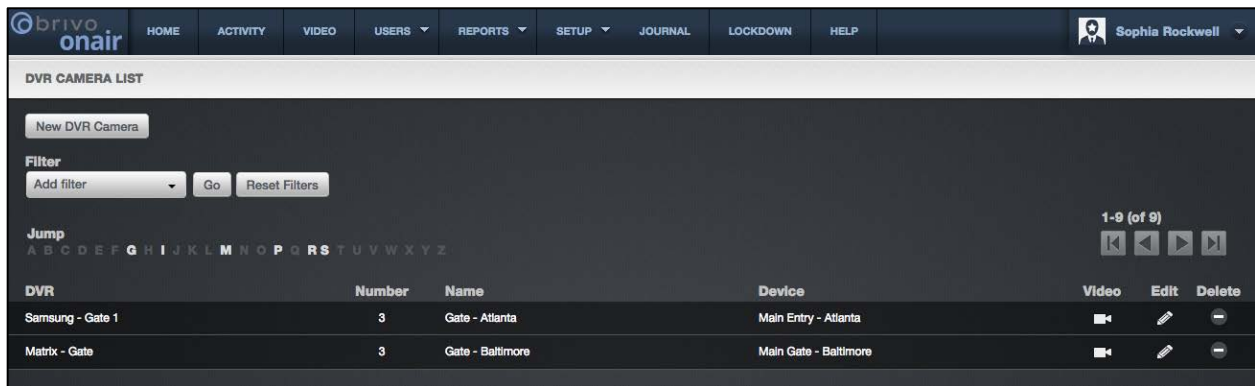 brivo onair HOME ACTIVITY VIDEO USERS REPORTS SETUP JOURNAL LOCKDOWN HELP Sophia Rockwell
DVR CAMERA LIST
New DVR Camera
Filter
Add filter Go Reset Filters
1-9 (of 9)
Jump
A B C D E F G H I J K L M N O P Q R S T U V W X Y Z
DVR Number Name Device Video Edit Delete
Samsung - Gate 1 3 Gate - Atlanta Main Entry - Atlanta
Matrix - Gate 3 Gate - Baltimore Main Gate - Baltimore